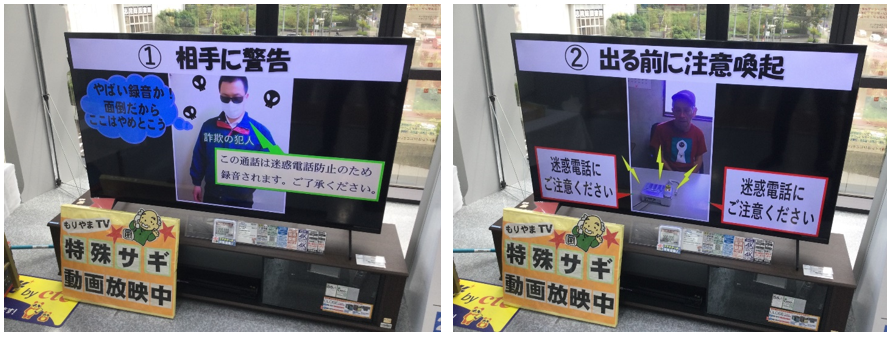 ① 相手に警告
やばい録音か！
面倒だから
ここはやめとこう
詐欺の犯人
この通話は迷惑電話防止のため
録音されます。ご了承ください。
もりやまTV
特殊サギ
動画放映中
by
② 出る前に注意喚起
迷惑電話に
ご注意ください
迷惑電話に
ご注意ください
もりやまTV
特殊サギ
動画放映中
by